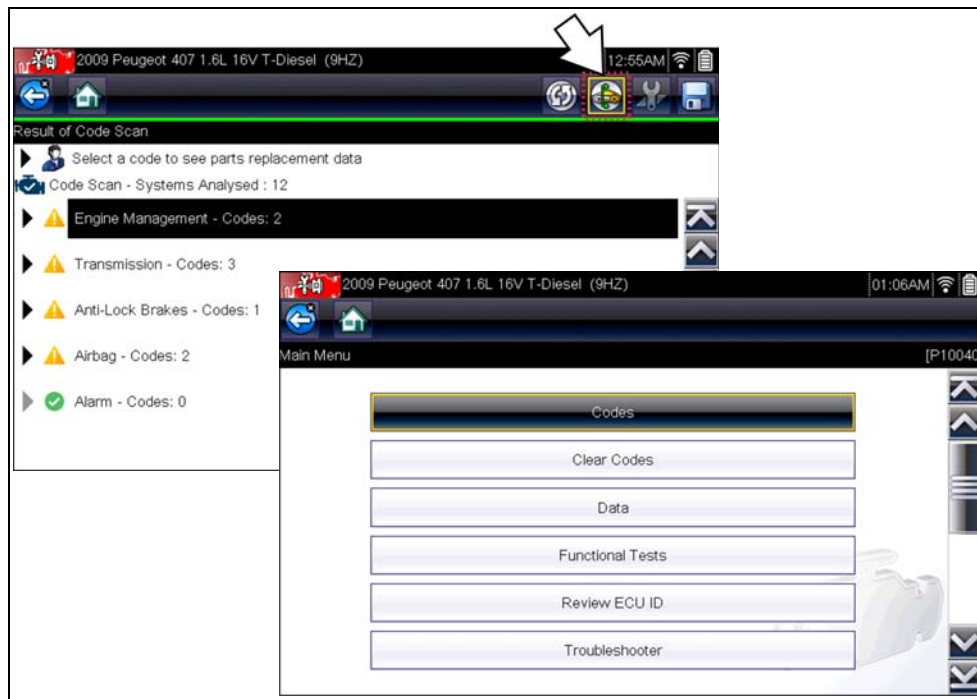 2009 Peugeot 407 1.6L 16V T-Diesel (9HZ) 12:55AM
Result of Code Scan
Select a code to see parts replacement data
Code Scan - Systems Analysed : 12
Engine Management - Codes: 2
Transmission - Codes: 3
Anti-Lock Brakes - Codes: 1
Airbag - Codes: 2
Alarm - Codes: 0
2009 Peugeot 407 1.6L 16V T-Diesel (9HZ) 01:06AM
Main Menu [P10040
Codes
Clear Codes
Data
Functional Tests
Review ECU ID
Troubleshooter